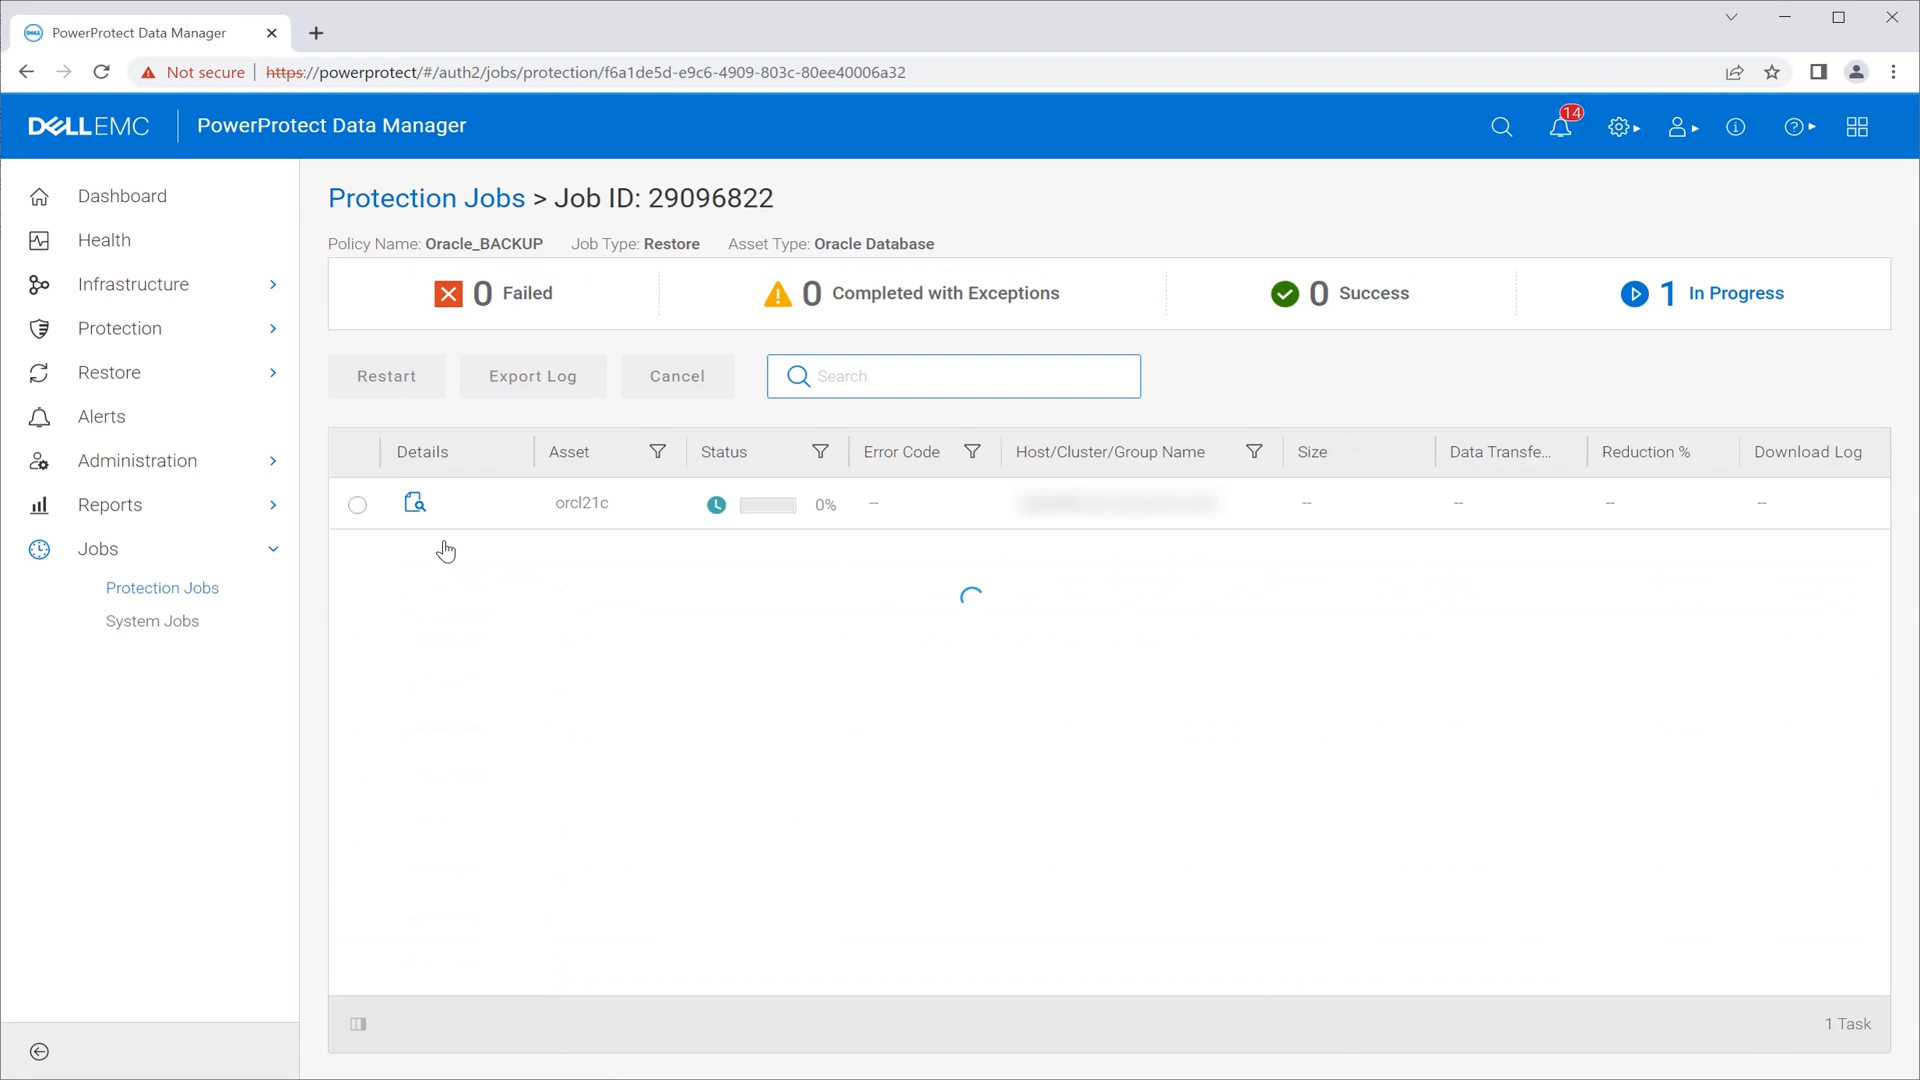 PowerProtect Data Manager
Not secure https://powerprotect/#/auth2/jobs/protection/f6a1de5d-e9c6-4909-803c-80ee40006a32
DELLEMC PowerProtect Data Manager 14
Dashboard
Health
Infrastructure
Protection
Restore
Alerts
Administration
Reports
Jobs
Protection Jobs
System Jobs
Protection Jobs > Job ID: 29096822
Policy Name: Oracle_BACKUP Job Type: Restore Asset Type: Oracle Database
0 Failed 0 Completed with Exceptions 0 Success 1 In Progress
Restart Export Log Cancel Search
Details Asset Status Error Code Host/Cluster/Group Name Size Data Transfe... Reduction % Download Log
orcl21c 0% -- -- -- -- --
1 Task